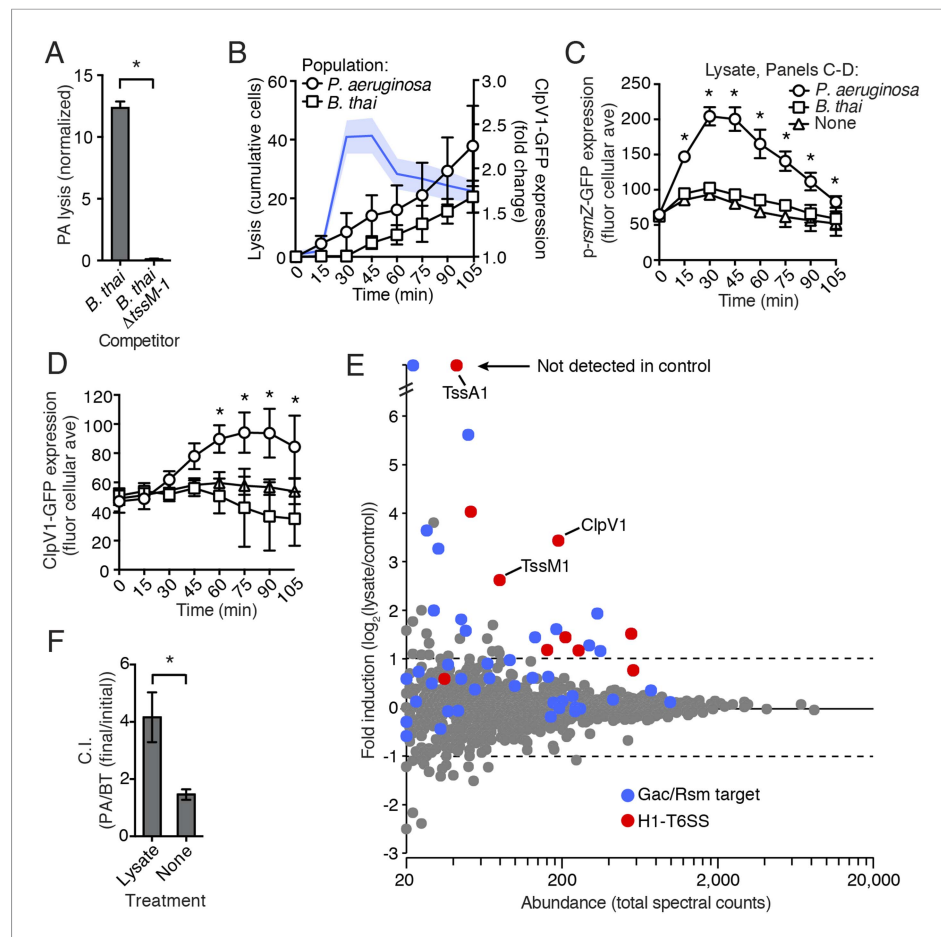 A
PA lysis (normalized)
15
10
5
0
*
B. thai
B. thai
ΔtssM-1
Competitor
B
Population:
P. aeruginosa
B. thai
Lysis (cumulative cells)
60
40
20
0
3.0
2.5
2.0
1.5
1.0
ClpV1-GFP expression
(fold change)
0 15 30 45 60 75 90 105
Time (min)
C
Lysate, Panels C-D:
P. aeruginosa
B. thai
None
p-rsmZ-GFP expression
(fluor cellular ave)
250
200
150
100
50
0
* * * * * * *
0 15 30 45 60 75 90 105
Time (min)
D
ClpV1-GFP expression
(fluor cellular ave)
120
100
80
60
40
20
0
* * * *
0 15 30 45 60 75 90 105
Time (min)
E
Not detected in control
TssA1
ClpV1
TssM1
Fold induction (log2(lysate/control))
6
5
4
3
2
1
0
-1
-2
-3
Gac/Rsm target
H1-T6SS
20 200 2,000 20,000
Abundance (total spectral counts)
F
C.I.
(PA/BT (final/initial))
6
4
2
0
*
Lysate
None
Treatment